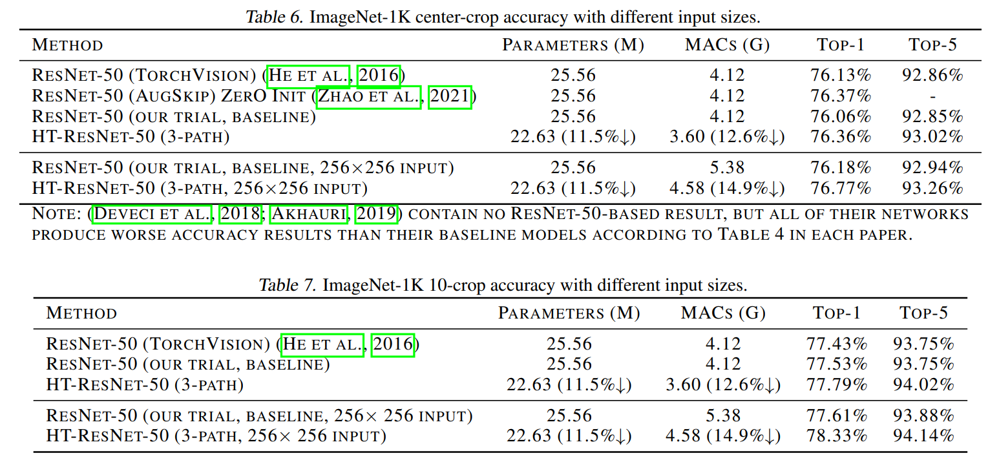 Table 6. ImageNet-1K center-crop accuracy with different input sizes.
METHOD PARAMETERS (M) MACS (G) TOP-1 TOP-5
RESNET-50 (TORCHVISION) (HE ET AL., 2016) 25.56 4.12 76.13% 92.86%
RESNET-50 (AUGSKIP) ZERO INIT (ZHAO ET AL., 2021) 25.56 4.12 76.37% -
RESNET-50 (OUR TRIAL, BASELINE) 25.56 4.12 76.06% 92.85%
HT-RESNET-50 (3-PATH) 22.63 (11.5%↓) 3.60 (12.6%↓) 76.36% 93.02%
RESNET-50 (OUR TRIAL, BASELINE, 256×256 INPUT) 25.56 5.38 76.18% 92.94%
HT-RESNET-50 (3-PATH, 256×256 INPUT) 22.63 (11.5%↓) 4.58 (14.9%↓) 76.77% 93.26%
NOTE: (DEVECI ET AL., 2018; AKHAURI, 2019) CONTAIN NO RESNET-50-BASED RESULT, BUT ALL OF THEIR NETWORKS
PRODUCE WORSE ACCURACY RESULTS THAN THEIR BASELINE MODELS ACCORDING TO TABLE 4 IN EACH PAPER.
Table 7. ImageNet-1K 10-crop accuracy with different input sizes.
METHOD PARAMETERS (M) MACS (G) TOP-1 TOP-5
RESNET-50 (TORCHVISION) (HE ET AL., 2016) 25.56 4.12 77.43% 93.75%
RESNET-50 (OUR TRIAL, BASELINE) 25.56 4.12 77.53% 93.75%
HT-RESNET-50 (3-PATH) 22.63 (11.5%↓) 3.60 (12.6%↓) 77.79% 94.02%
RESNET-50 (OUR TRIAL, BASELINE, 256× 256 INPUT) 25.56 5.38 77.61% 93.88%
HT-RESNET-50 (3-PATH, 256× 256 INPUT) 22.63 (11.5%↓) 4.58 (14.9%↓) 78.33% 94.14%